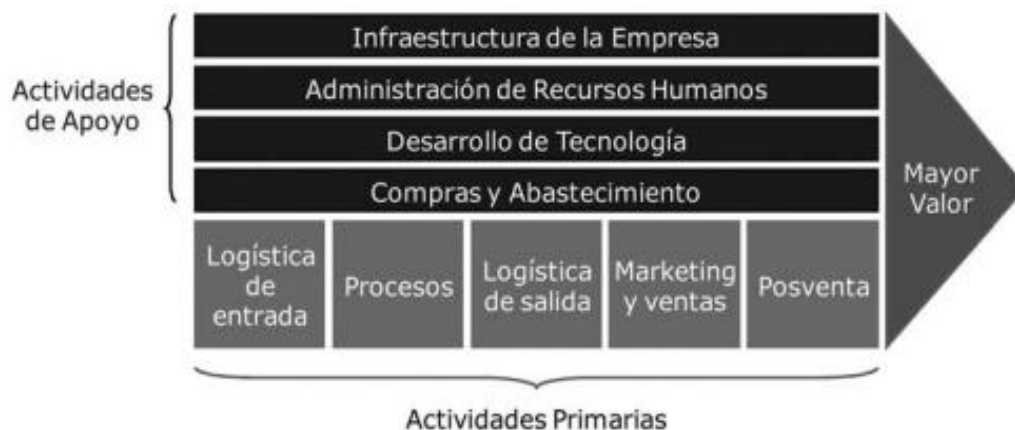 Actividades
de Apoyo
Infraestructura de la Empresa
Administración de Recursos Humanos
Desarrollo de Tecnología
Compras y Abastecimiento
Logística
de
entrada
Procesos
Logística
de salida
Marketing
y ventas
Posventa
Mayor
Valor
Actividades Primarias